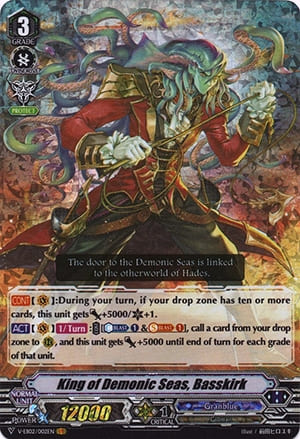 3
GRADE
PROTECT
The door to the Demonic Seas is linked
to the otherworld of Hades.
CONT [ ]:During your turn, if your drop zone has ten or more
cards, this unit gets +5000/ +1.
ACT [ ] 1/Turn : [ BLAST 1 & BLAST 1 ], call a card from your drop
zone to , and this unit gets +5000 until end of turn for each grade
of that unit.
King of Demonic Seas, Basskirk
NORMAL UNIT
12000
1
CRITICAL
Granblue
V-EB02/002EN